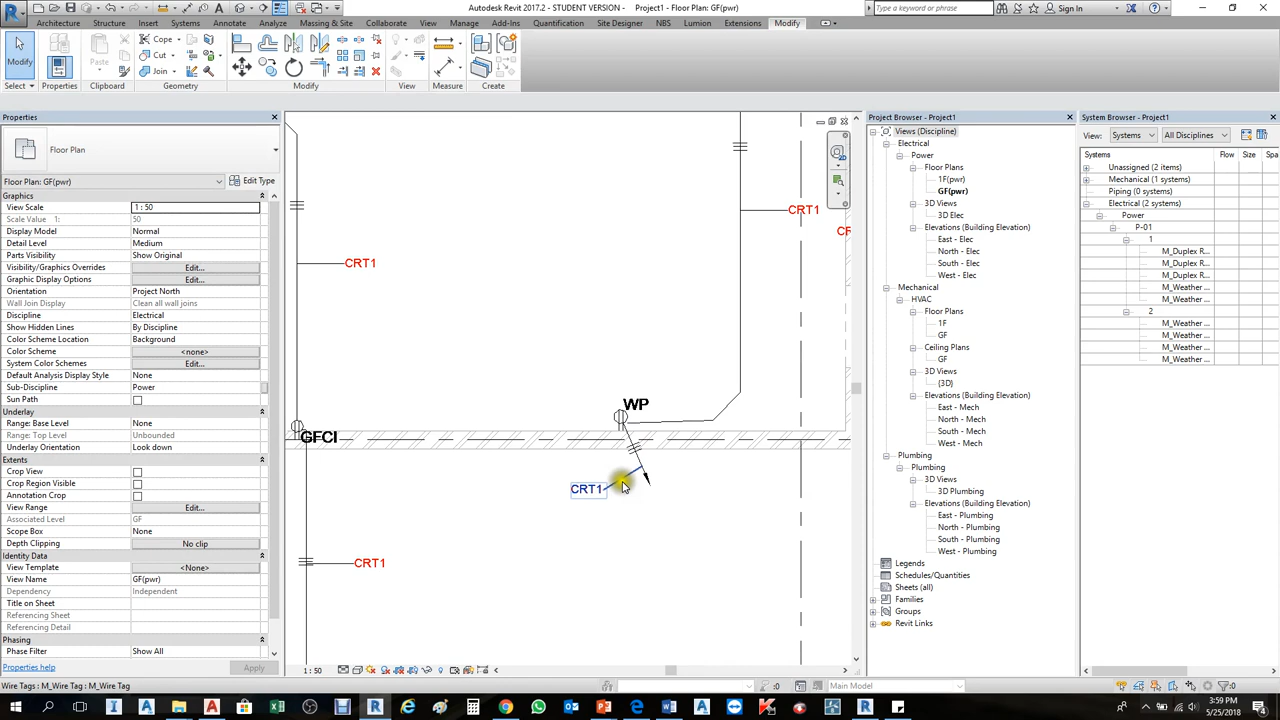 Autodesk Revit 2017.2 - STUDENT VERSION - Project1 - Floor Plan: GF(pwr)
Type a keyword or phrase
Sign In
Architecture Structure Insert Systems Annotate Analyze Massing & Site Collaborate View Manage Add-Ins Quantification Site Designer NBS Lumion Extensions Modify
Modify
Paste
Cope
Cut
Join
Select Properties Clipboard Geometry Modify View Measure Create
Properties
Floor Plan
Floor Plan: GF(pwr)
Edit Type
Graphics
View Scale 1 : 50
Scale Value 1: 50
Display Model Normal
Detail Level Medium
Parts Visibility Show Original
Visibility/Graphics Overrides Edit...
Graphic Display Options Edit...
Orientation Project North
Wall Join Display Clean all wall joins
Discipline Electrical
Show Hidden Lines By Discipline
Color Scheme Location Background
Color Scheme <none>
System Color Schemes Edit...
Default Analysis Display Style None
Sub-Discipline Power
Sun Path
Underlay
Range: Base Level None
Range: Top Level Unbounded
Underlay Orientation Look down
Extents
Crop View
Crop Region Visible
Annotation Crop
View Range Edit...
Associated Level GF
Scope Box None
Depth Clipping No clip
Identity Data
View Template <None>
View Name GF(pwr)
Dependency Independent
Title on Sheet
Referencing Sheet
Referencing Detail
Phasing
Phase Filter Show All
Properties help
Apply
CRT1
CRT1
CR
WP
GFCI
CRT1
CRT1
1 : 50
Project Browser - Project1
Views (Discipline)
Electrical
Power
Floor Plans
1F(pwr)
GF(pwr)
3D Views
3D Elec
Elevations (Building Elevation)
East - Elec
North - Elec
South - Elec
West - Elec
Mechanical
HVAC
Floor Plans
1F
GF
Ceiling Plans
GF
3D Views
{3D}
Elevations (Building Elevation)
East - Mech
North - Mech
South - Mech
West - Mech
Plumbing
Plumbing
3D Views
3D Plumbing
Elevations (Building Elevation)
East - Plumbing
North - Plumbing
South - Plumbing
West - Plumbing
Legends
Schedules/Quantities
Sheets (all)
Families
Groups
Revit Links
System Browser - Project1
View: Systems All Disciplines
Systems Flow Size Spa
Unassigned (2 items)
Mechanical (1 systems)
Piping (0 systems)
Electrical (2 systems)
Power
P-01
1
M_Duplex R...
M_Duplex R...
M_Duplex R...
M_Weather ...
M_Weather ...
2
M_Weather ...
M_Weather ...
M_Weather ...
M_Weather ...
Wire Tags : M_Wire Tag : M_Wire Tag
:0
Main Model
:0
3:59 PM
5/25/2018